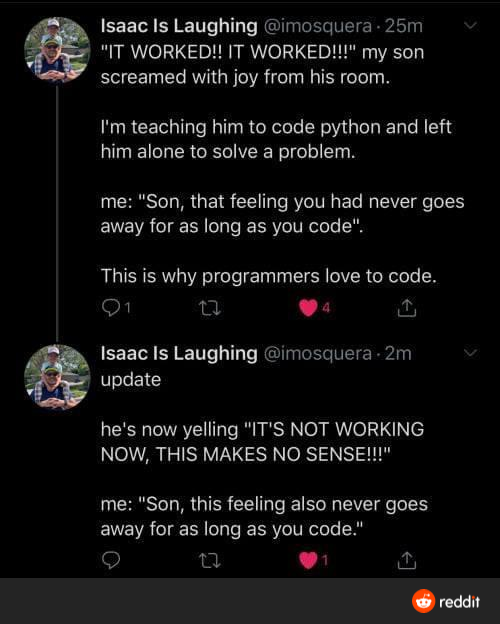 Isaac Is Laughing @imosquera · 25m
"IT WORKED!! IT WORKED!!!" my son
screamed with joy from his room.
I'm teaching him to code python and left
him alone to solve a problem.
me: "Son, that feeling you had never goes
away for as long as you code".
This is why programmers love to code.
1 4
Isaac Is Laughing @imosquera · 2m
update
he's now yelling "IT'S NOT WORKING
NOW, THIS MAKES NO SENSE!!!"
me: "Son, this feeling also never goes
away for as long as you code."
1
reddit